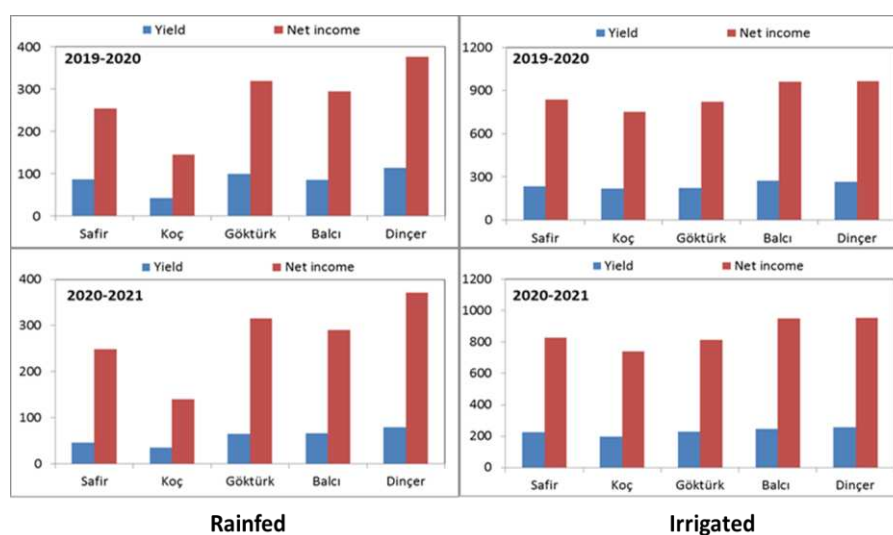 Yield Net income
2019-2020
400
300
200
100
0
Safir Koç Göktürk Balcı Dinçer
Yield Net income
2019-2020
1200
900
600
300
0
Safir Koç Göktürk Balcı Dinçer
Yield Net income
2020-2021
400
300
200
100
0
Safir Koç Göktürk Balcı Dinçer
Yield Net income
2020-2021
1200
1000
800
600
400
200
0
Safir Koç Göktürk Balcı Dinçer
Rainfed
Irrigated